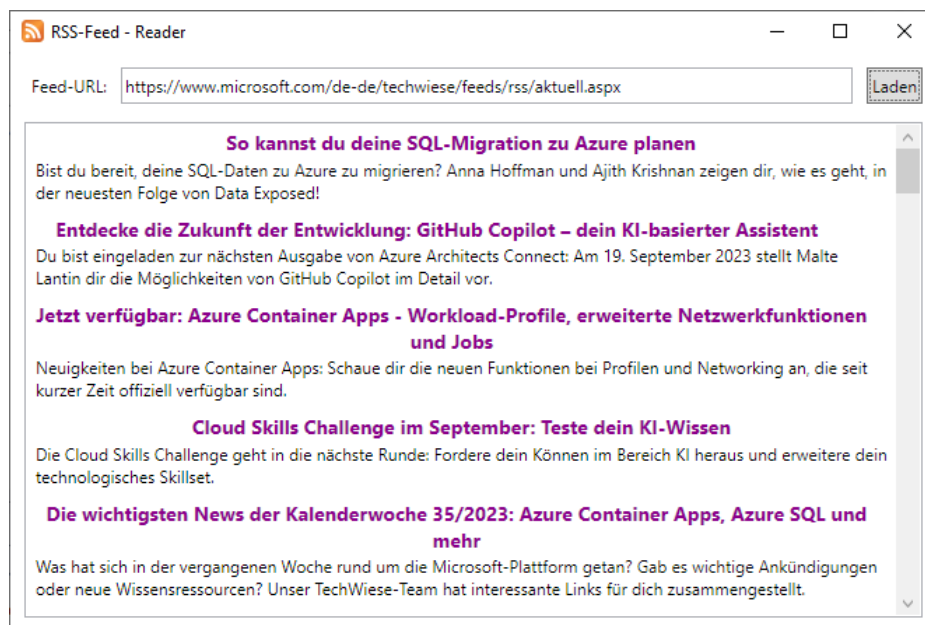 RSS-Feed - Reader
Feed-URL: https://www.microsoft.com/de-de/techwiese/feeds/rss/aktuell.aspx Laden
So kannst du deine SQL-Migration zu Azure planen
Bist du bereit, deine SQL-Daten zu Azure zu migrieren? Anna Hoffman und Ajith Krishnan zeigen dir, wie es geht, in
der neuesten Folge von Data Exposed!
Entdecke die Zukunft der Entwicklung: GitHub Copilot – dein KI-basierter Assistent
Du bist eingeladen zur nächsten Ausgabe von Azure Architects Connect: Am 19. September 2023 stellt Malte
Lantin dir die Möglichkeiten von GitHub Copilot im Detail vor.
Jetzt verfügbar: Azure Container Apps - Workload-Profile, erweiterte Netzwerkfunktionen
und Jobs
Neuigkeiten bei Azure Container Apps: Schaue dir die neuen Funktionen bei Profilen und Networking an, die seit
kurzer Zeit offiziell verfügbar sind.
Cloud Skills Challenge im September: Teste dein KI-Wissen
Die Cloud Skills Challenge geht in die nächste Runde: Fordere dein Können im Bereich KI heraus und erweitere dein
technologisches Skillset.
Die wichtigsten News der Kalenderwoche 35/2023: Azure Container Apps, Azure SQL und
mehr
Was hat sich in der vergangenen Woche rund um die Microsoft-Plattform getan? Gab es wichtige Ankündigungen
oder neue Wissensressourcen? Unser TechWiese-Team hat interessante Links für dich zusammengestellt.